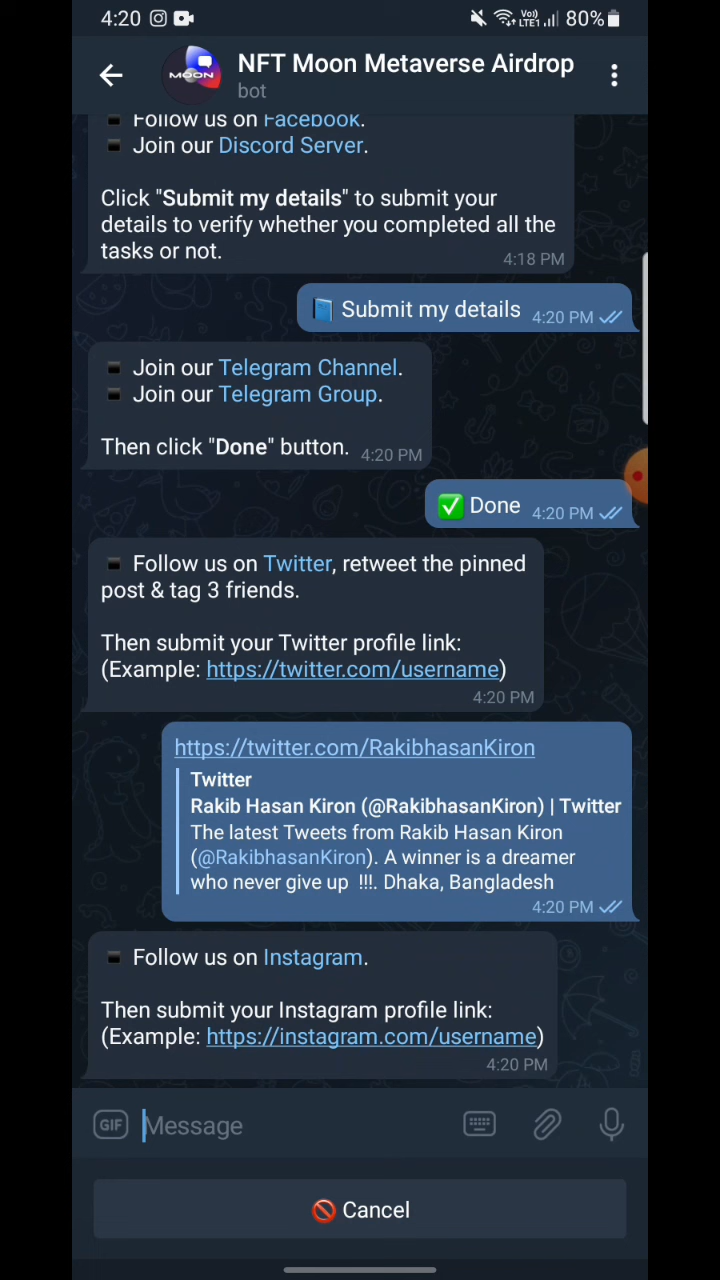 4:20 80%
Vo))
LTE1
MOON
NFT Moon Metaverse Airdrop
bot
▪ Follow us on Facebook.
▪ Join our Discord Server.
Click "Submit my details" to submit your
details to verify whether you completed all the
tasks or not.
4:18 PM
📘 Submit my details 4:20 PM
▪ Join our Telegram Channel.
▪ Join our Telegram Group.
Then click "Done" button. 4:20 PM
✅ Done 4:20 PM
▪ Follow us on Twitter, retweet the pinned
post & tag 3 friends.
Then submit your Twitter profile link:
(Example: https://twitter.com/username)
4:20 PM
https://twitter.com/RakibhasanKiron
Twitter
Rakib Hasan Kiron (@RakibhasanKiron) | Twitter
The latest Tweets from Rakib Hasan Kiron
(@RakibhasanKiron). A winner is a dreamer
who never give up !!!. Dhaka, Bangladesh
4:20 PM
▪ Follow us on Instagram.
Then submit your Instagram profile link:
(Example: https://instagram.com/username)
4:20 PM
GIF Message
🚫 Cancel